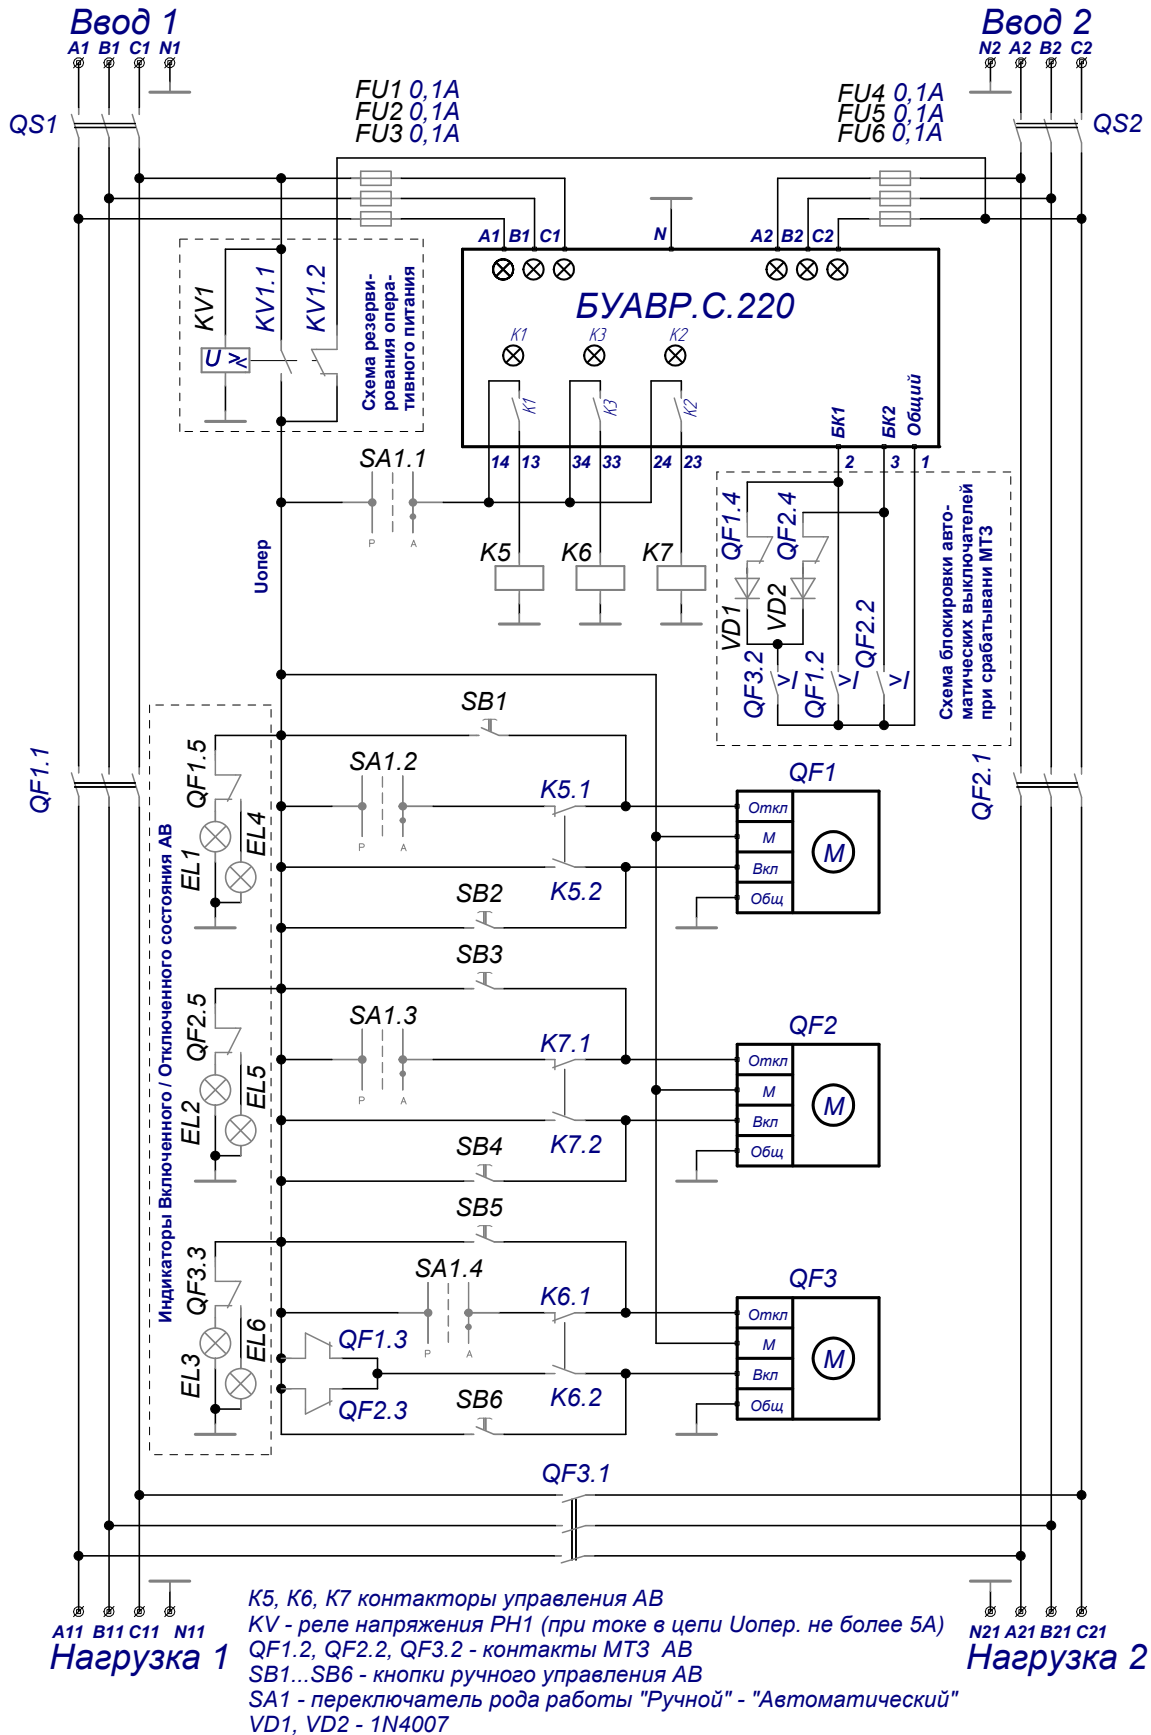 Ввод 1
Ввод 2
A1 B1 C1 N1
N2 A2 B2 C2
FU1 0,1A
FU2 0,1A
FU3 0,1A
FU4 0,1A
FU5 0,1A
FU6 0,1A
QS1
QS2
A1 B1 C1
N
A2 B2 C2
БУАВР.С.220
KV1
KV1.1
KV1.2
U
Схема резерви-
рования опера-
тивного питания
К1
К3
К2
К1
К3
К2
БК1
БК2
Общий
14 13
34 33
24 23
2 3 1
SA1.1
P A
Uопер
K5
K6
K7
QF1.4
QF2.4
VD1
VD2
QF3.2
QF1.2
QF2.2
>I
>I
>I
Схема блокировки авто-
матических выключателей
при срабатывани МТЗ
QF1.1
QF2.1
Индикаторы Включенного / Отключенного состояния АВ
QF1.5
EL1
EL4
SB1
SA1.2
P A
K5.1
K5.2
SB2
QF1
Откл
М
Вкл
Общ
M
QF2.5
EL2
EL5
SB3
SA1.3
P A
K7.1
K7.2
SB4
QF2
Откл
М
Вкл
Общ
M
QF3.3
EL3
EL6
SB5
SA1.4
P A
K6.1
QF1.3
QF2.3
K6.2
SB6
QF3
Откл
М
Вкл
Общ
M
QF3.1
A11 B11 C11 N11
Нагрузка 1
N21 A21 B21 C21
Нагрузка 2
К5, К6, К7 контакторы управления АВ
KV - реле напряжения РН1 (при токе в цепи Uопер. не более 5А)
QF1.2, QF2.2, QF3.2 - контакты МТЗ АВ
SB1...SB6 - кнопки ручного управления АВ
SA1 - переключатель рода работы "Ручной" - "Автоматический"
VD1, VD2 - 1N4007